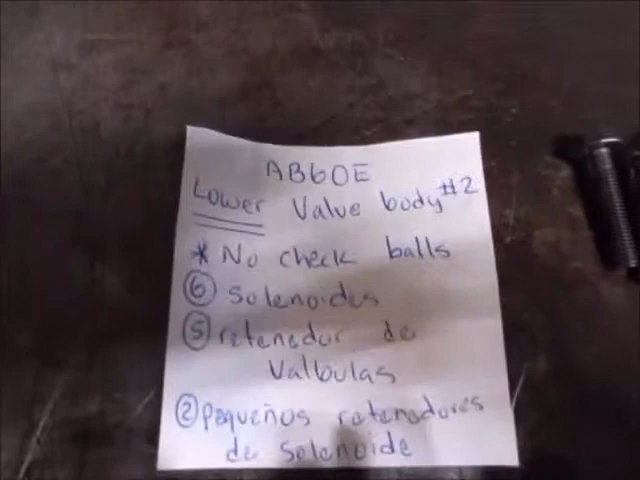 AB60E
Lower Valve body #2
* No check balls
⑥ Solenoides
⑤ retenedor de
Valbulas
② Pequeños retenedores
de Solenoide